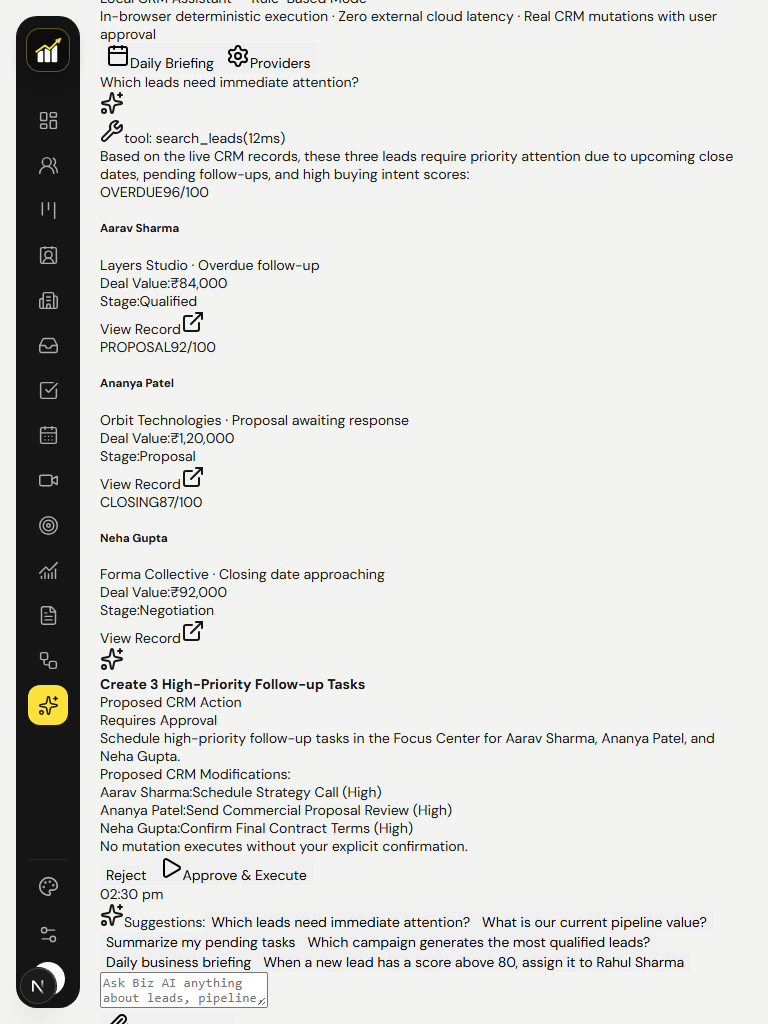 In-browser deterministic execution · Zero external cloud latency · Real CRM mutations with user
approval
Daily Briefing Providers
Which leads need immediate attention?
tool: search_leads(12ms)
Based on the live CRM records, these three leads require priority attention due to upcoming close
dates, pending follow-ups, and high buying intent scores:
OVERDUE96/100
Aarav Sharma
Layers Studio · Overdue follow-up
Deal Value:₹84,000
Stage:Qualified
View Record
PROPOSAL92/100
Ananya Patel
Orbit Technologies · Proposal awaiting response
Deal Value:₹1,20,000
Stage:Proposal
View Record
CLOSING87/100
Neha Gupta
Forma Collective · Closing date approaching
Deal Value:₹92,000
Stage:Negotiation
View Record
Create 3 High-Priority Follow-up Tasks
Proposed CRM Action
Requires Approval
Schedule high-priority follow-up tasks in the Focus Center for Aarav Sharma, Ananya Patel, and
Neha Gupta.
Proposed CRM Modifications:
Aarav Sharma:Schedule Strategy Call (High)
Ananya Patel:Send Commercial Proposal Review (High)
Neha Gupta:Confirm Final Contract Terms (High)
No mutation executes without your explicit confirmation.
Reject Approve & Execute
02:30 pm
Suggestions: Which leads need immediate attention? What is our current pipeline value?
Summarize my pending tasks Which campaign generates the most qualified leads?
Daily business briefing When a new lead has a score above 80, assign it to Rahul Sharma
Ask Biz AI anything
about leads, pipeline,
N